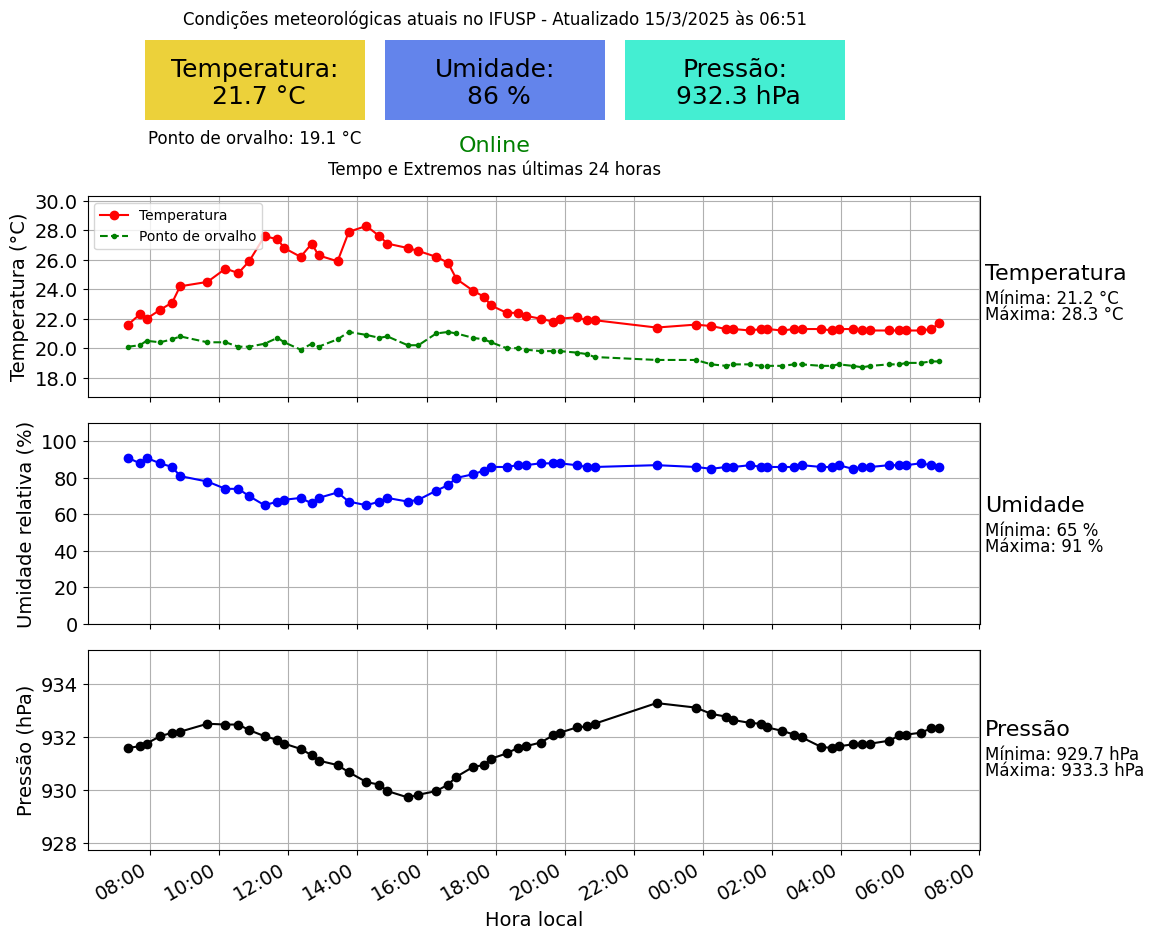 Condições meteorológicas atuais no IFUSP - Atualizado 15/3/2025 às 06:51
Temperatura:
21.7 °C
Umidade:
86 %
Pressão:
932.3 hPa
Ponto de orvalho: 19.1 °C
Online
Tempo e Extremos nas últimas 24 horas
Temperatura (°C)
30.0
28.0
26.0
24.0
22.0
20.0
18.0
Temperatura
Ponto de orvalho
Temperatura
Mínima: 21.2 °C
Máxima: 28.3 °C
Umidade relativa (%)
100
80
60
40
20
0
Umidade
Mínima: 65 %
Máxima: 91 %
Pressão (hPa)
934
932
930
928
Pressão
Mínima: 929.7 hPa
Máxima: 933.3 hPa
08:00 10:00 12:00 14:00 16:00 18:00 20:00 22:00 00:00 02:00 04:00 06:00 08:00
Hora local